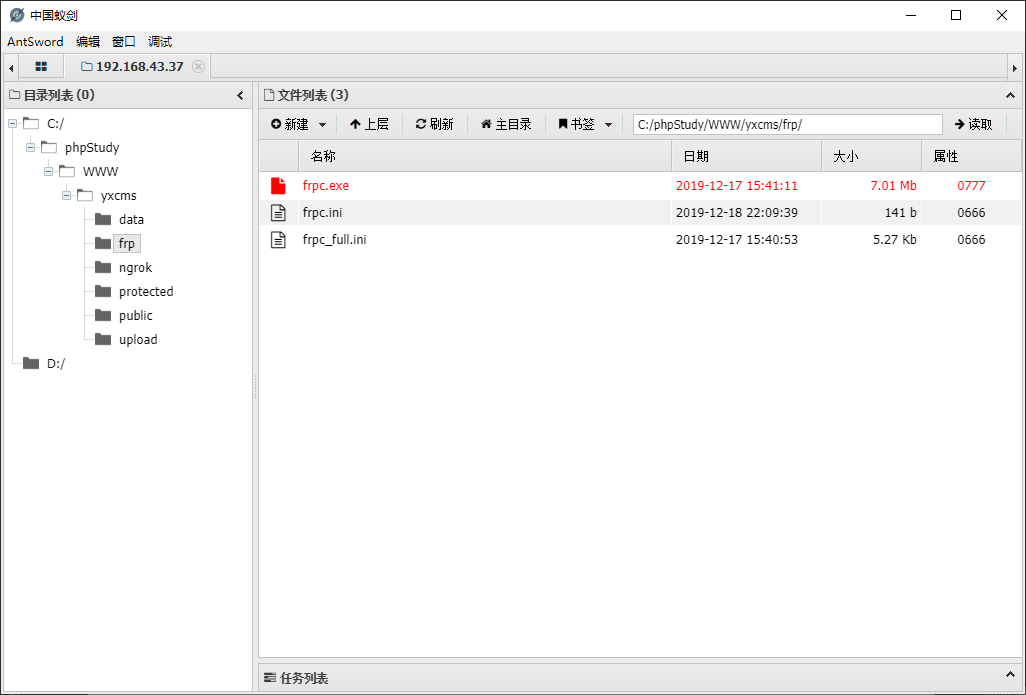 中国蚁剑
AntSword 编辑 窗口 调试
192.168.43.37
目录列表 (0)
C:/
phpStudy
WWW
yxcms
data
frp
ngrok
protected
public
upload
D:/
文件列表 (3)
新建 上层 刷新 主目录 书签 C:/phpStudy/WWW/yxcms/frp/ 读取
名称 日期 大小 属性
frpc.exe 2019-12-17 15:41:11 7.01 Mb 0777
frpc.ini 2019-12-18 22:09:39 141 b 0666
frpc_full.ini 2019-12-17 15:40:53 5.27 Kb 0666
任务列表